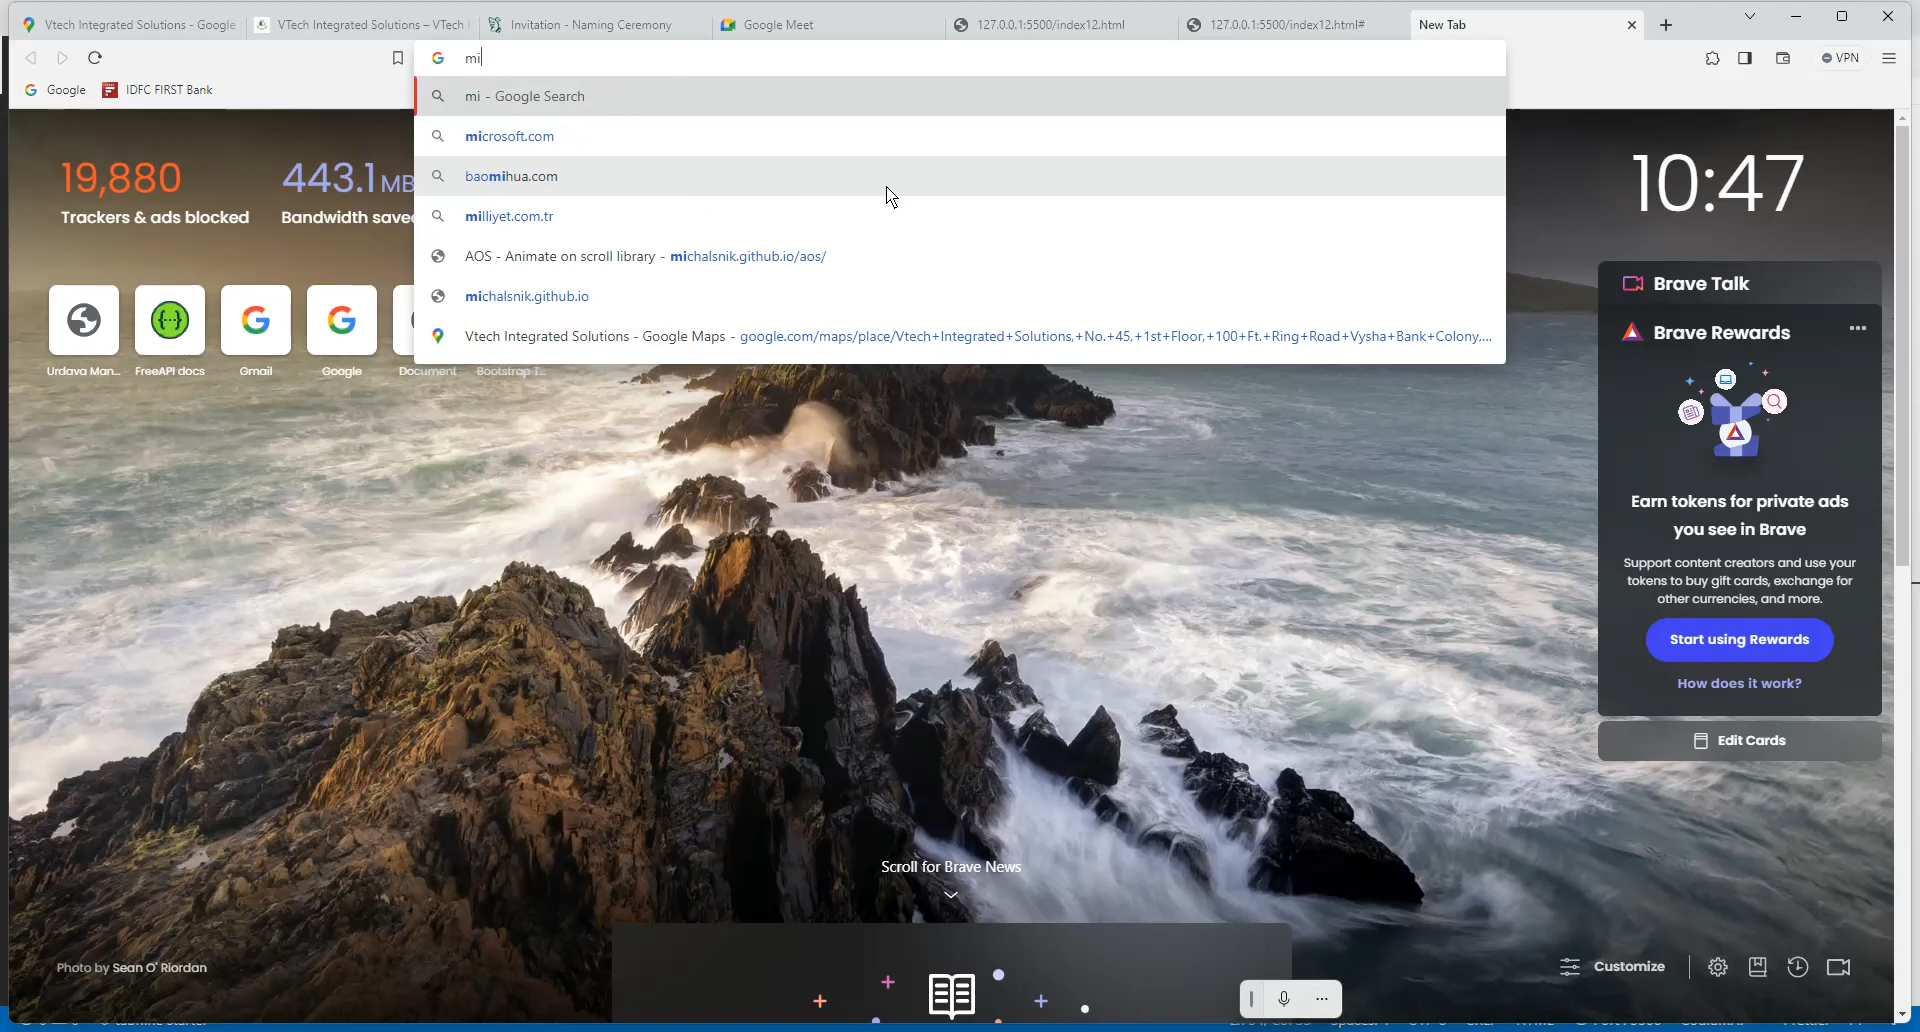 Vtech Integrated Solutions - Google
VTech Integrated Solutions – VTech I
Invitation - Naming Ceremony
Google Meet
127.0.0.1:5500/index12.html
127.0.0.1:5500/index12.html#
New Tab
mi
VPN
Google
IDFC FIRST Bank
mi - Google Search
microsoft.com
baomihua.com
milliyet.com.tr
AOS - Animate on scroll library - michalsnik.github.io/aos/
michalsnik.github.io
Vtech Integrated Solutions - Google Maps - google.com/maps/place/Vtech+Integrated+Solutions,+No.+45,+1st+Floor,+100+Ft.+Ring+Road+Vysha+Bank+Colony,...
19,880
Trackers & ads blocked
443.1MB
Bandwidth saved
10:47
Urdava Man...
FreeAPI docs
Gmail
Google
Document
Bootstrap T...
Brave Talk
Brave Rewards
Earn tokens for private ads
you see in Brave
Support content creators and use your
tokens to buy gift cards, exchange for
other currencies, and more.
Start using Rewards
How does it work?
Edit Cards
Scroll for Brave News
Photo by Sean O' Riordan
Customize